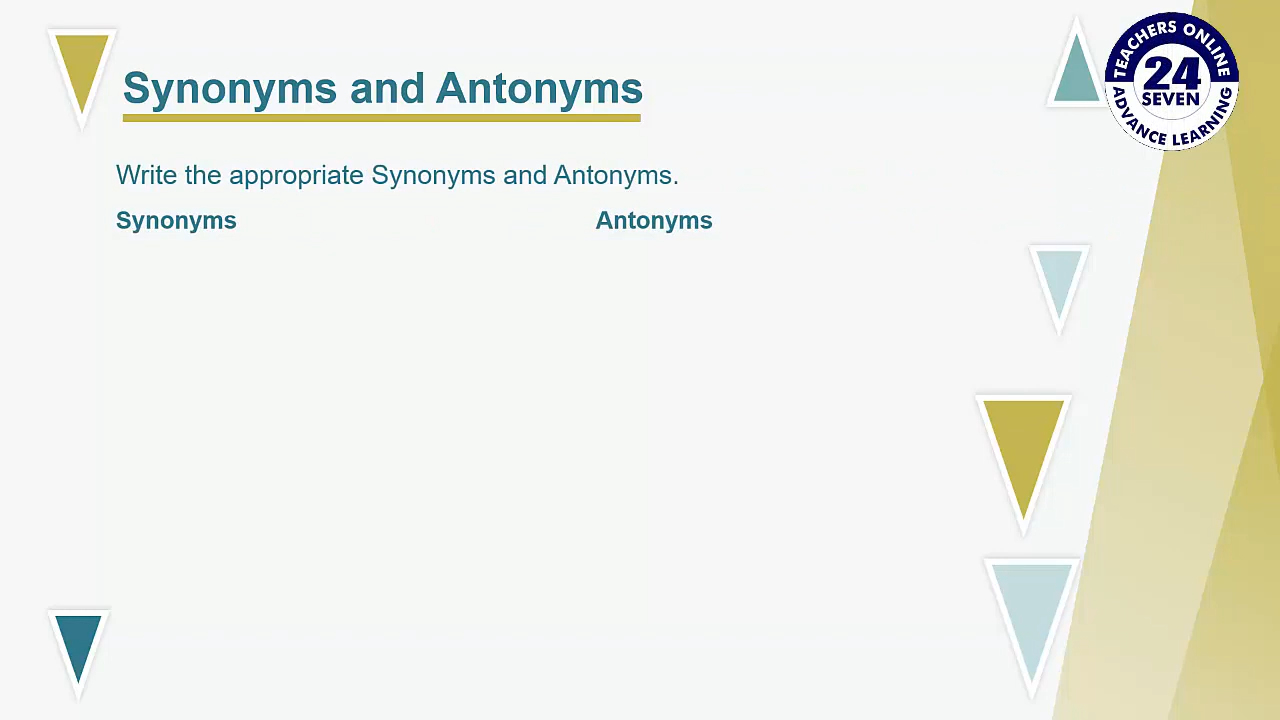 Synonyms and Antonyms
Write the appropriate Synonyms and Antonyms.
Synonyms Antonyms
TEACHERS ONLINE
24
SEVEN
ADVANCE LEARNING